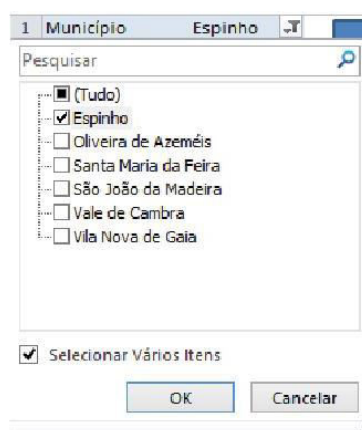 1 Município Espinho
Pesquisar
(Tudo)
Espinho
Oliveira de Azeméis
Santa Maria da Feira
São João da Madeira
Vale de Cambra
Vila Nova de Gaia
Selecionar Vários Itens
OK Cancelar